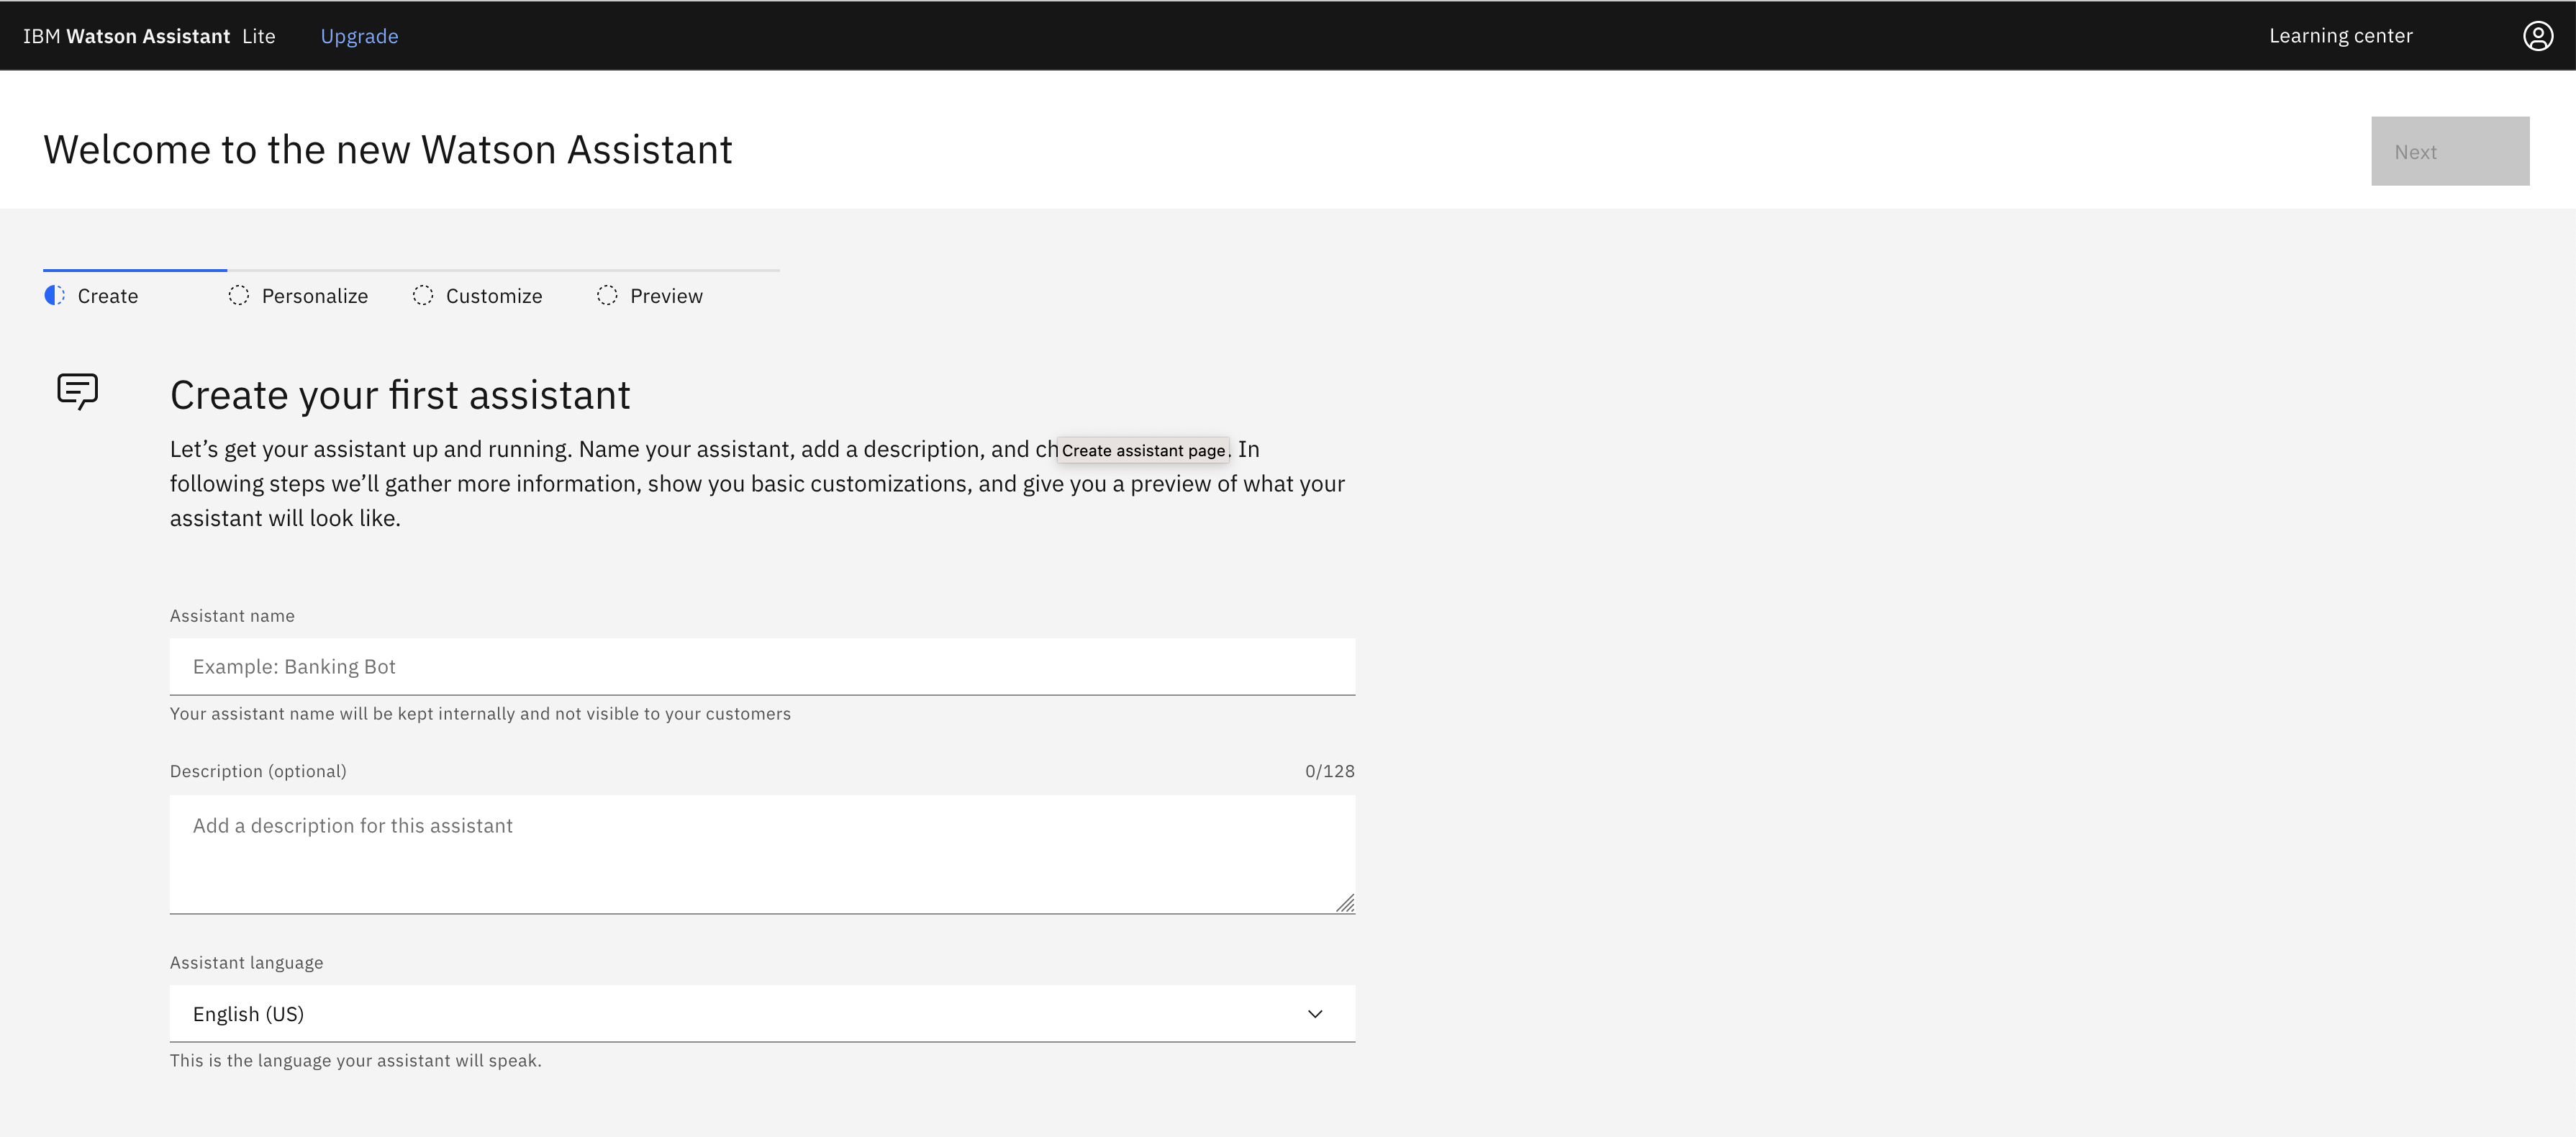 IBM Watson Assistant Lite Upgrade Learning center
Welcome to the new Watson Assistant
Next
Create Personalize Customize Preview
Create your first assistant
Let’s get your assistant up and running. Name your assistant, add a description, and ch Create assistant page . In
following steps we’ll gather more information, show you basic customizations, and give you a preview of what your
assistant will look like.
Assistant name
Example: Banking Bot
Your assistant name will be kept internally and not visible to your customers
Description (optional) 0/128
Add a description for this assistant
Assistant language
English (US)
This is the language your assistant will speak.